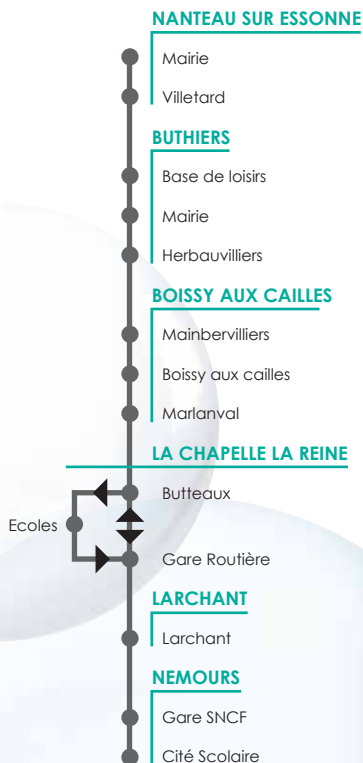 NANTEAU SUR ESSONNE
Mairie
Villetard
BUTHIERS
Base de loisirs
Mairie
Herbauvilliers
BOISSY AUX CAILLES
Mainbervilliers
Boissy aux cailles
Marlanval
LA CHAPELLE LA REINE
Butteaux
Ecoles
Gare Routière
LARCHANT
Larchant
NEMOURS
Gare SNCF
Cité Scolaire